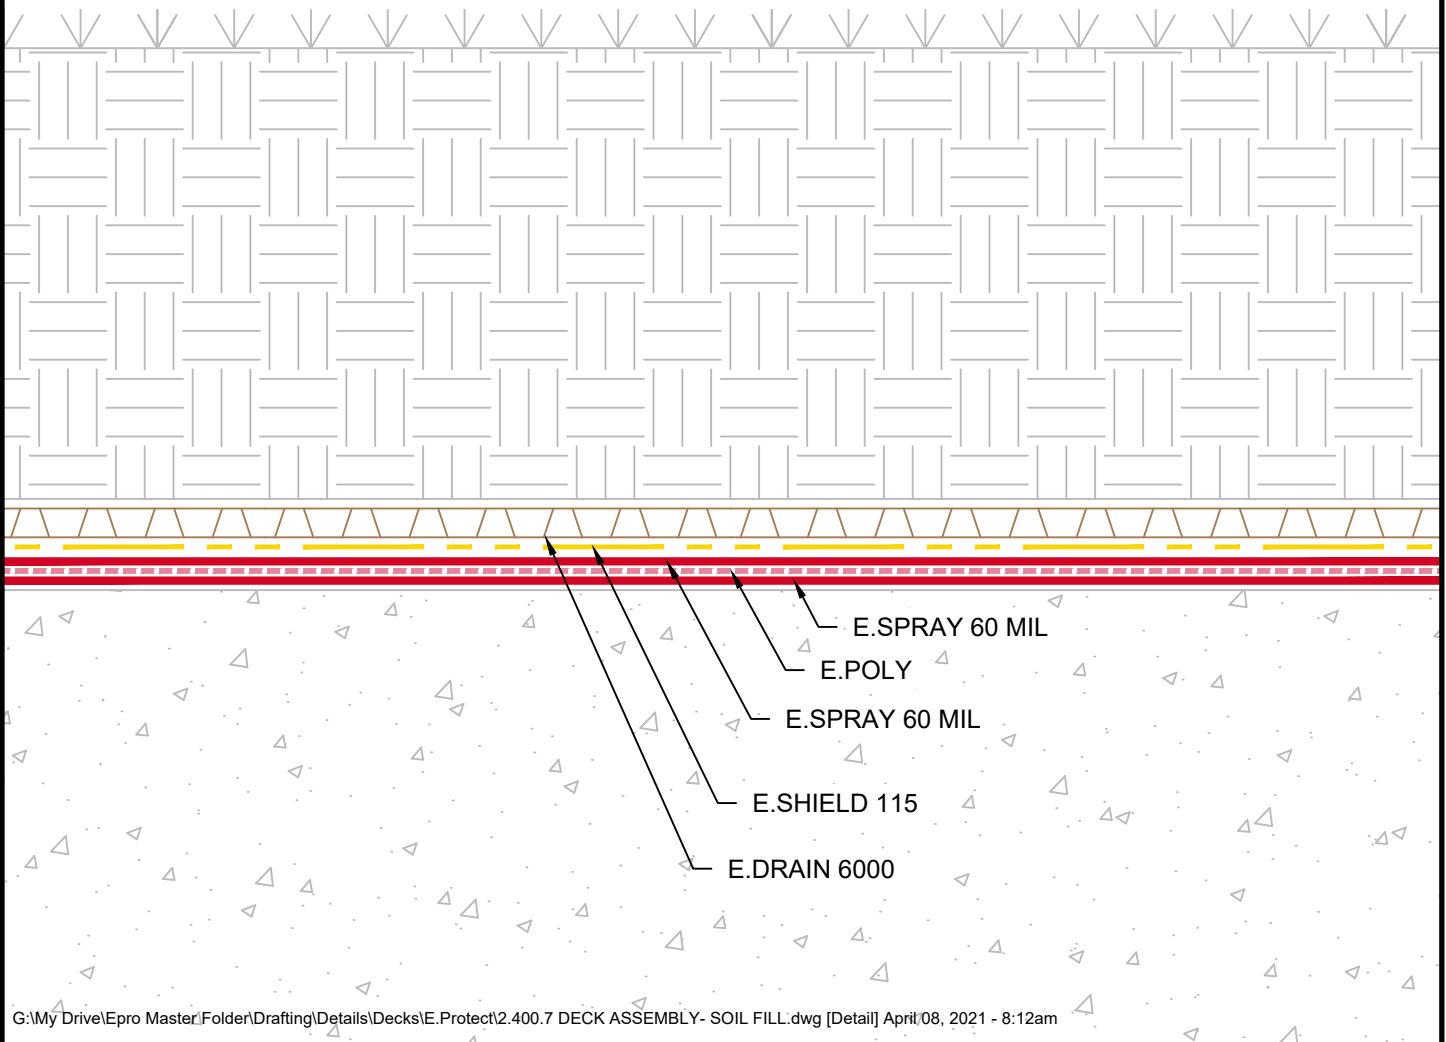 E.SPRAY 60 MIL
E.POLY
E.SPRAY 60 MIL
E.SHIELD 115
E.DRAIN 6000
G:\My Drive\Epro Master Folder\Drafting\Details\Decks\E.Protect\2.400.7 DECK ASSEMBLY- SOIL FILL.dwg [Detail] April 08, 2021 - 8:12am